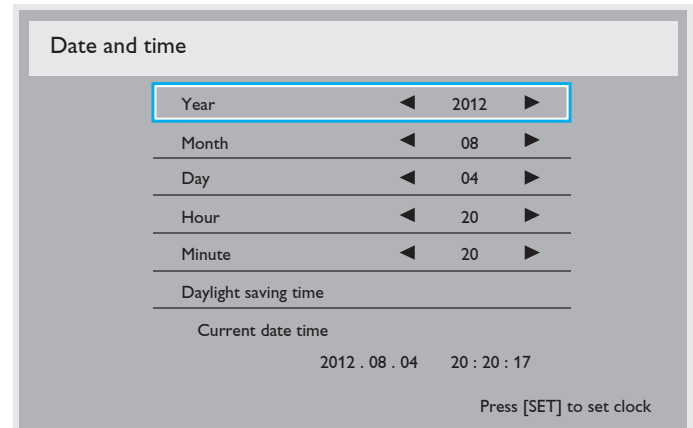 Date and time
Year ◀ 2012 ▶
Month ◀ 08 ▶
Day ◀ 04 ▶
Hour ◀ 20 ▶
Minute ◀ 20 ▶
Daylight saving time
Current date time
2012 . 08 . 04 20 : 20 : 17
Press [SET] to set clock